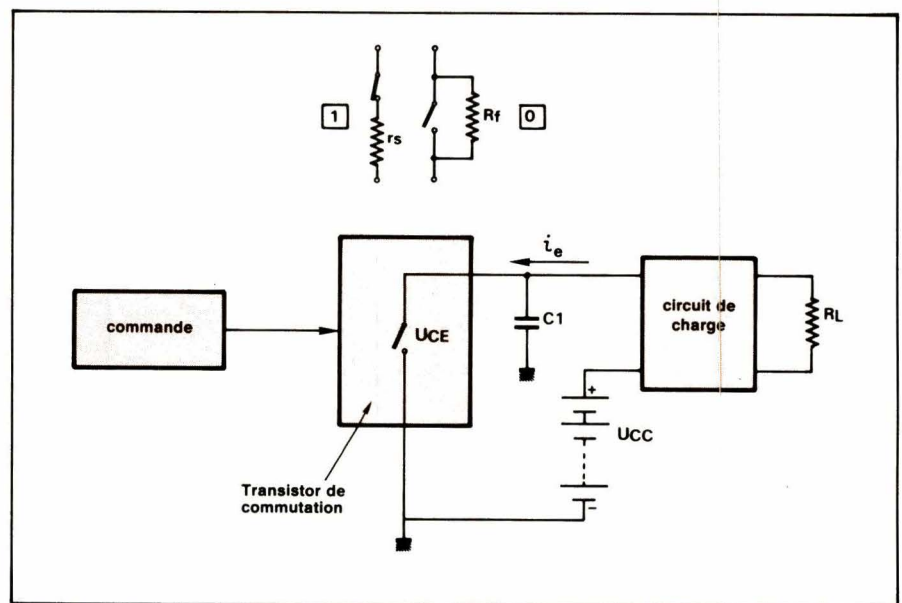 1
rs
Rf
0
ie
commande
UCE
C1
circuit de
charge
RL
+
UCC
-
Transistor de
commutation